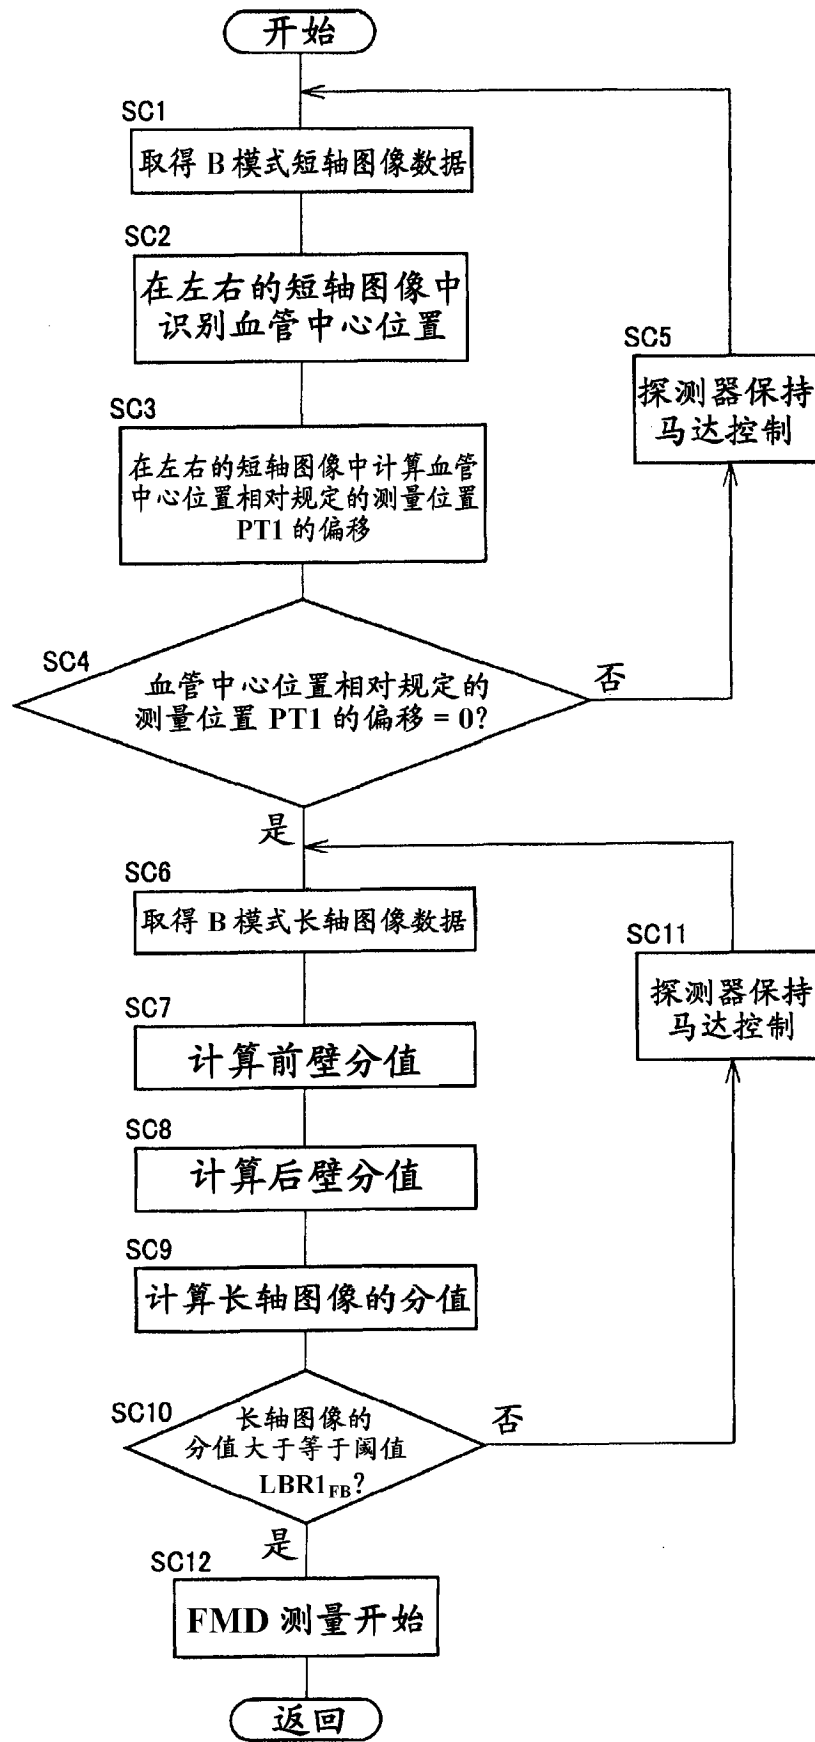 开始
SC1
取得 B 模式短轴图像数据
SC2
在左右的短轴图像中
识别血管中心位置
SC5
探测器保持
马达控制
SC3
在左右的短轴图像中计算血管
中心位置相对规定的测量位置
PT1 的偏移
SC4
血管中心位置相对规定的
测量位置 PT1 的偏移 = 0?
否
是
SC6
取得 B 模式长轴图像数据
SC11
探测器保持
马达控制
SC7
计算前壁分值
SC8
计算后壁分值
SC9
计算长轴图像的分值
SC10
长轴图像的
分值大于等于阈值
LBR1FB?
否
是
SC12
FMD 测量开始
返回